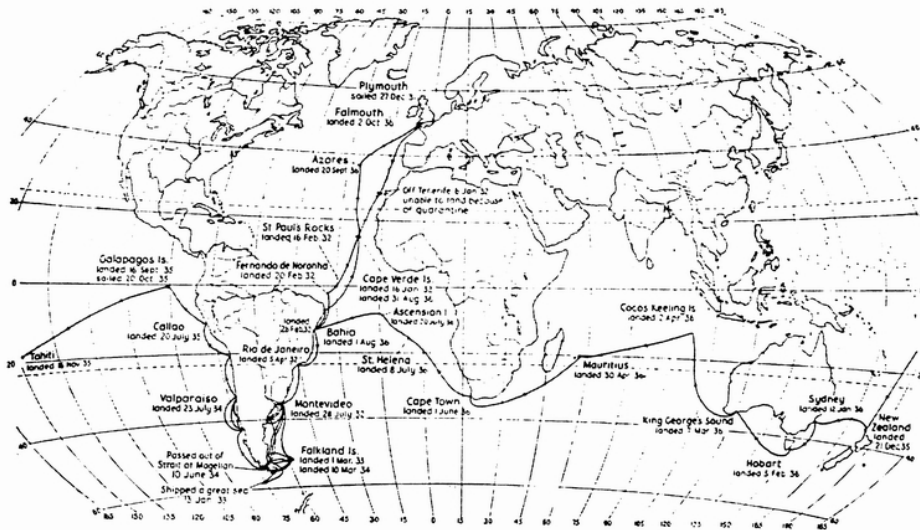 Plymouth
sailed 27 Dec 3
Falmouth
landed 2 Oct 36
Azores
landed 20 Sept 36
Off Tenerife 6 Jan 32
unable to land because
of quarantine
St Pauls Rocks
landed 16 Feb. 32
Galapagos Is.
landed 16 Sept. 35
sailed 20 Oct. 35
Fernando de Noronha
landed 20 Feb 32
Cape Verde Is.
landed 16 Jan 32
landed 31 Aug 36
Ascension I
landed 20 July 36
Cocos Keeling Is.
landed 2 Apr 36
landed
28 Feb 32
Bahia
landed 1 Aug 36
Callao
landed 20 July 35
Tahiti
landed 15 Nov 35
Rio de Janeiro
landed 5 Apr 32
St. Helena
landed 8 July 36
Mauritius
landed 30 Apr 36
Valparaiso
landed 23 July 34
Montevideo
landed 26 July 32
Cape Town
landed 1 June 36
King George's Sound
landed 7 Mar 36
Sydney
landed 12 Jan 36
New
Zealand
landed
21 Dec 35
Hobart
landed 5 Feb 36
Passed out of
Strait of Magellan
10 June 34
Falkland Is.
landed 1 Mar. 33
landed 10 Mar 34
Shipped a great sea
13 Jan 33